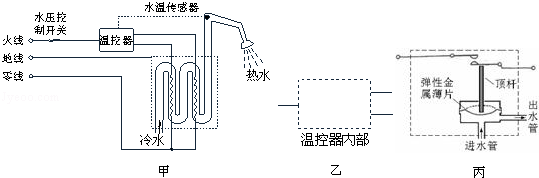 水压控
制开关
水温传感器
火线
温控器
地线
零线
热水
冷水
甲
温控器内部
乙
弹性金
属薄片
顶杆
出
水
管
进水管
丙